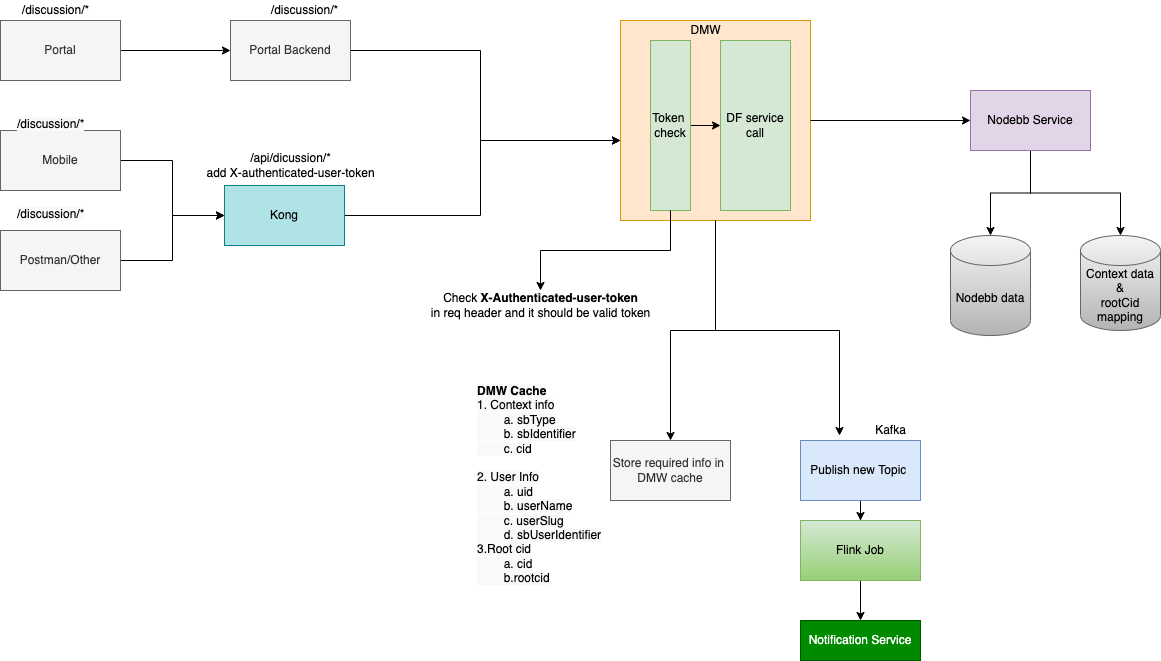 /discussion/*
Portal
/discussion/*
Portal Backend
/discussion/*
Mobile
/discussion/*
Postman/Other
/api/dicussion/*
add X-authenticated-user-token
Kong
DMW
Token
check
DF service
call
Nodebb Service
Nodebb data
Context data
&
rootCid
mapping
Check X-Authenticated-user-token
in req header and it should be valid token
DMW Cache
1. Context info
a. sbType
b. sbIdentifier
c. cid
2. User Info
a. uid
b. userName
c. userSlug
d. sbUserIdentifier
3.Root cid
a. cid
b.rootcid
Store required info in
DMW cache
Kafka
Publish new Topic
Flink Job
Notification Service